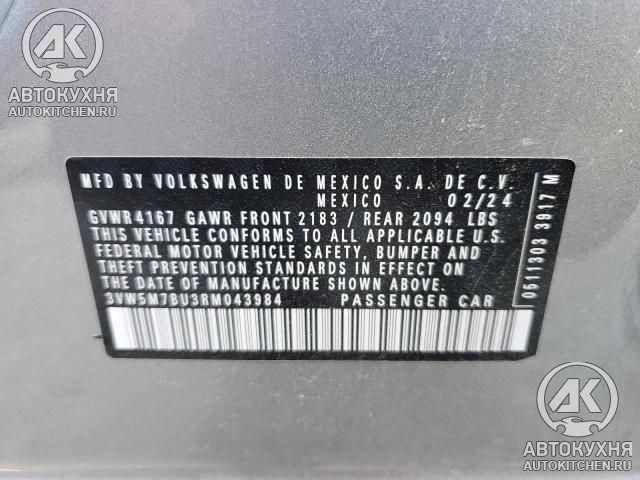 AK
АВТОКУХНЯ
AUTOKITCHEN.RU
MFD BY VOLKSWAGEN DE MEXICO S.A. DE C.V.
MEXICO 02/24
GVWR4167 GAWR FRONT 2183 / REAR 2094 LBS
THIS VEHICLE CONFORMS TO ALL APPLICABLE U.S.
FEDERAL MOTOR VEHICLE SAFETY, BUMPER AND
THEFT PREVENTION STANDARDS IN EFFECT ON
THE DATE OF MANUFACTURE SHOWN ABOVE.
3VW5M7BU3RM043984 PASSENGER CAR
0511303 3917 M
AK
АВТОКУХНЯ
AUTOKITCHEN.RU